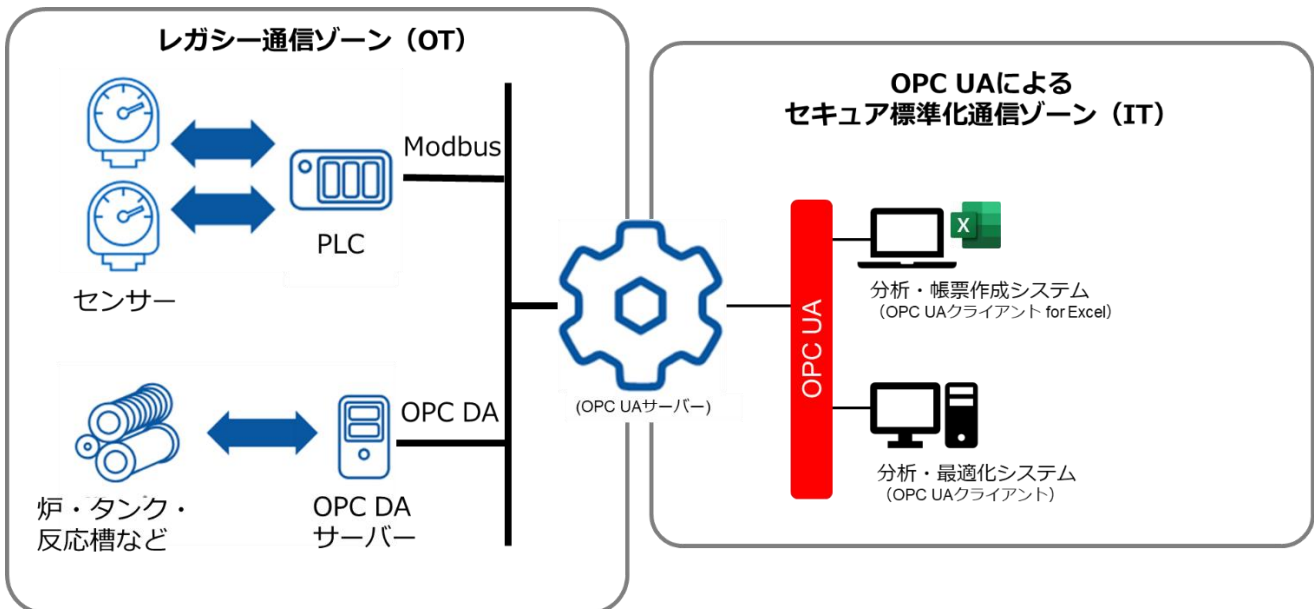 レガシー通信ゾーン（OT）
Modbus
PLC
センサー
OPC DA
炉・タンク・
反応槽など
OPC DA
サーバー
(OPC UAサーバー)
OPC UAによる
セキュア標準化通信ゾーン（IT）
OPC UA
X
分析・帳票作成システム
（OPC UAクライアント for Excel）
分析・最適化システム
（OPC UAクライアント）